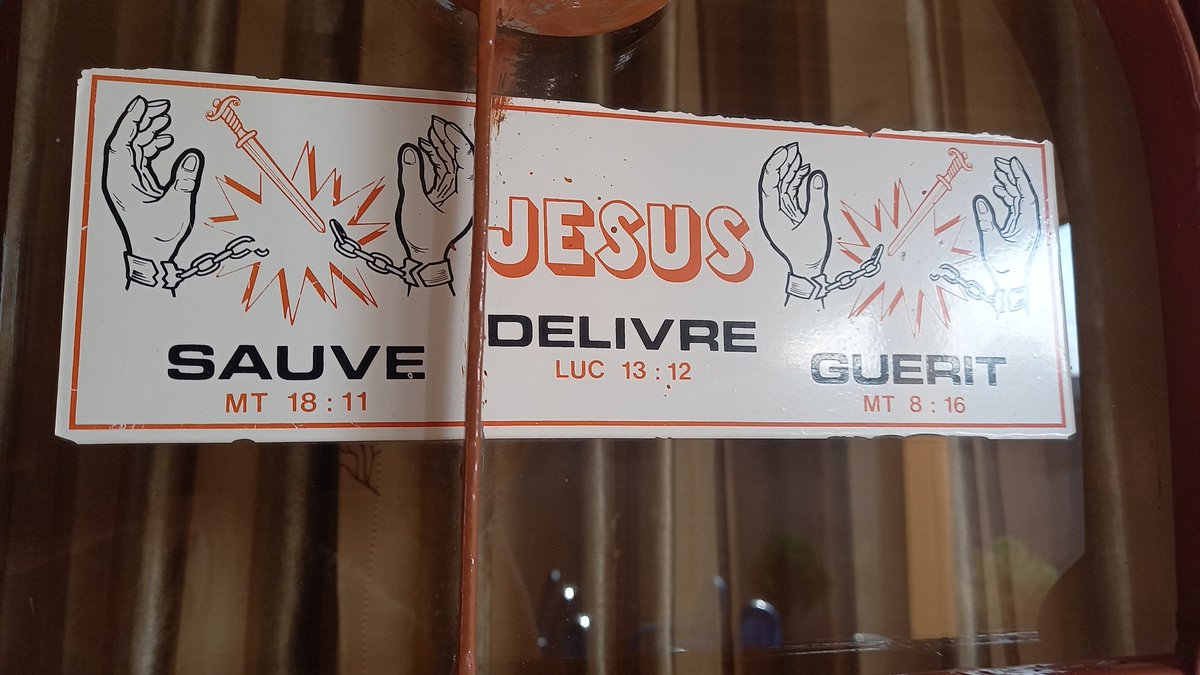 JESUS
SAUVE
MT 18 : 11
DELIVRE
LUC 13 : 12
GUERIT
MT 8 : 16